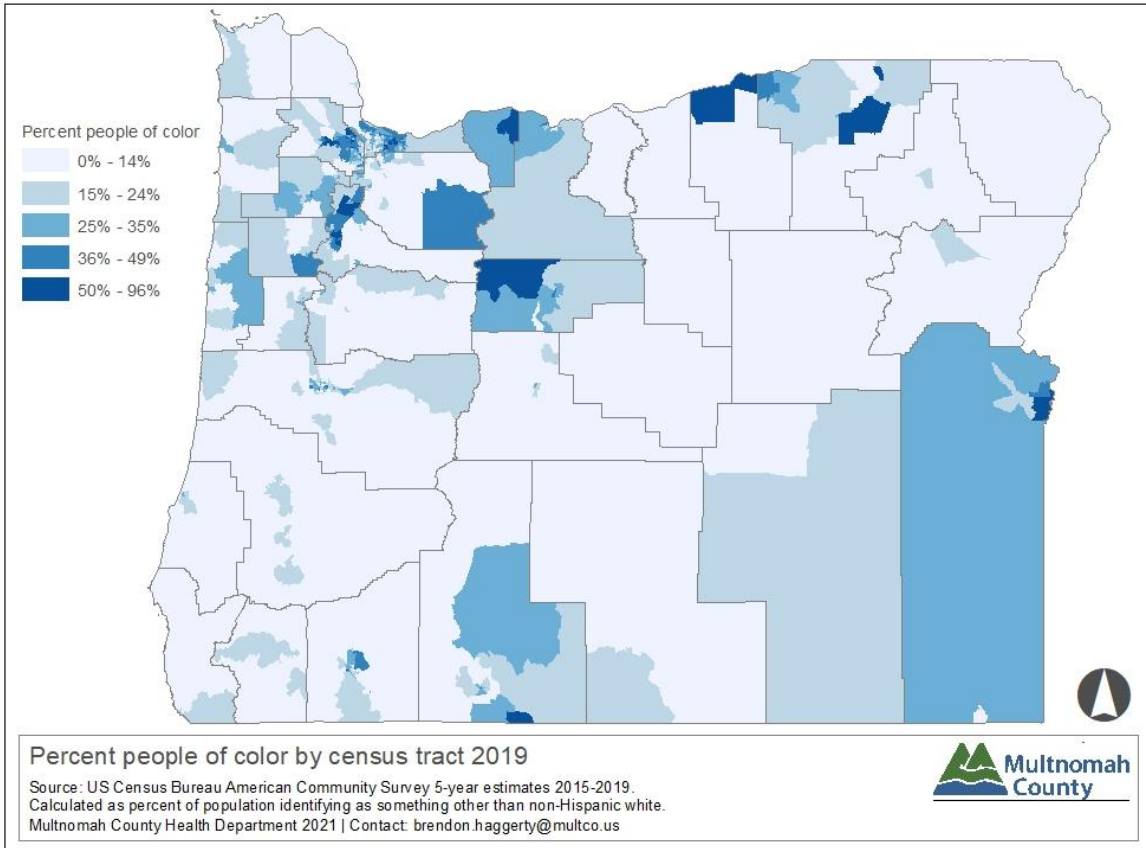 Percent people of color
0% - 14%
15% - 24%
25% - 35%
36% - 49%
50% - 96%
Percent people of color by census tract 2019
Source: US Census Bureau American Community Survey 5-year estimates 2015-2019.
Calculated as percent of population identifying as something other than non-Hispanic white.
Multnomah County Health Department 2021 | Contact: brendon.haggerty@multco.us
Multnomah
County